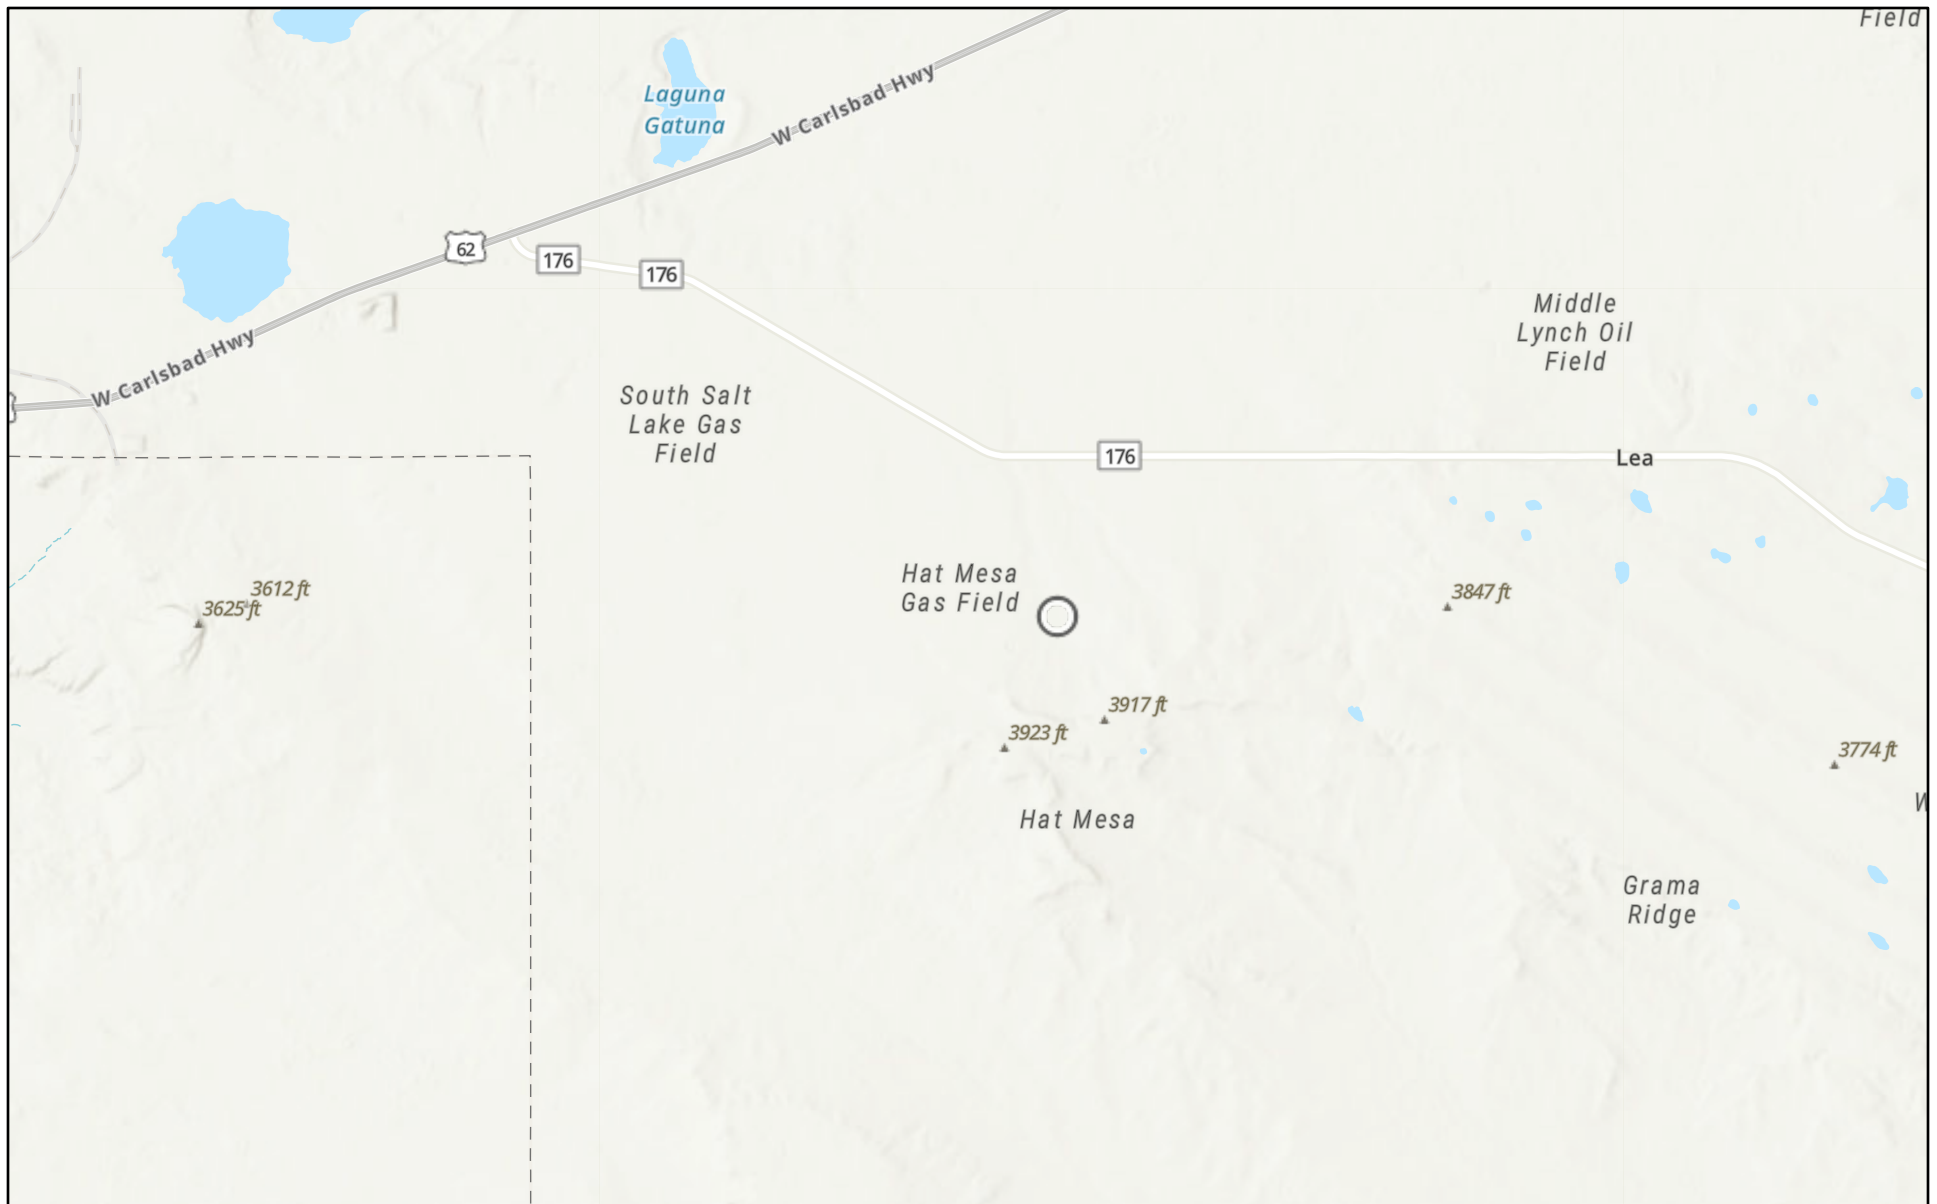 Field
Laguna
Gatuna
W Carlsbad Hwy
62
176
176
W Carlsbad Hwy
Middle
Lynch Oil
Field
South Salt
Lake Gas
Field
176
Lea
Hat Mesa
Gas Field
3612 ft
3625 ft
3847 ft
3917 ft
3923 ft
3774 ft
W
Hat Mesa
Grama
Ridge